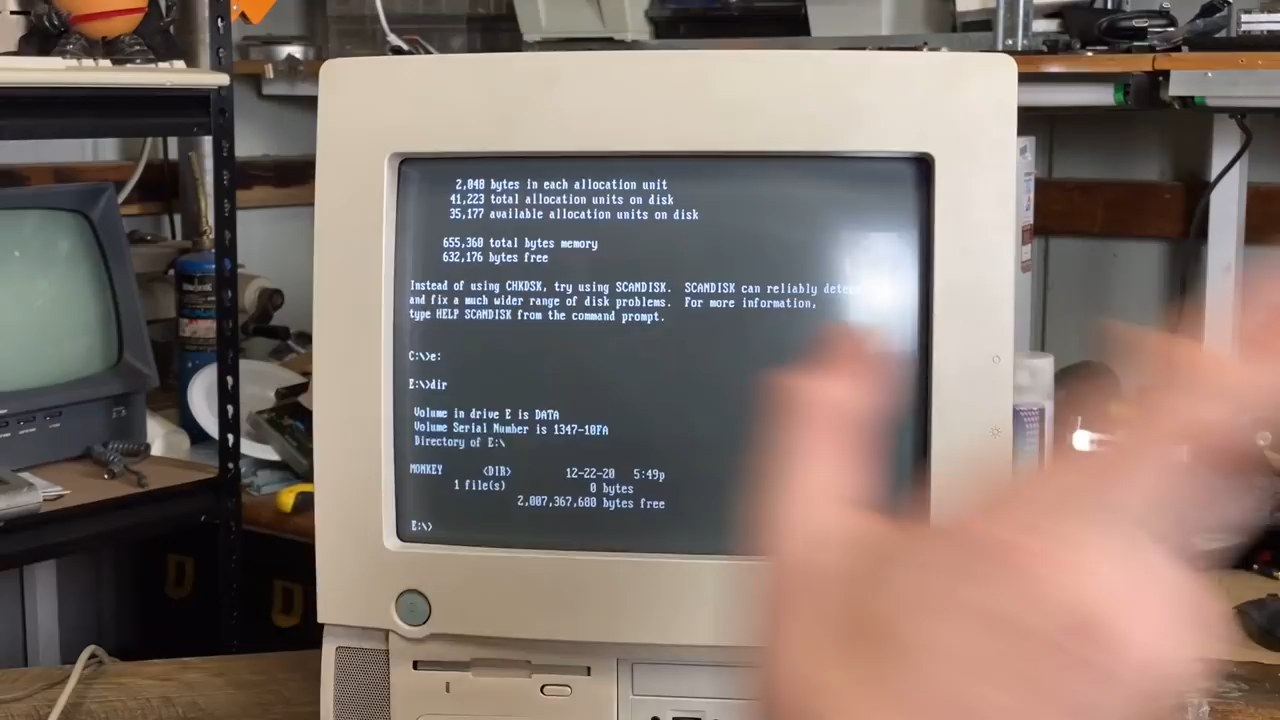 2,048 bytes in each allocation unit
41,223 total allocation units on disk
35,177 available allocation units on disk
655,360 total bytes memory
632,176 bytes free
Instead of using CHKDSK, try using SCANDISK. SCANDISK can reliably
and fix a much wider range of disk problems. For more information,
type HELP SCANDISK from the command prompt.
C:\>e:
E:\>dir
Volume in drive E is DATA
Volume Serial Number is 1347-10FA
Directory of E:\
MONKEY <DIR> 12-22-20 5:49p
1 file(s) 0 bytes
2,007,367,680 bytes free
E:\>
D
D